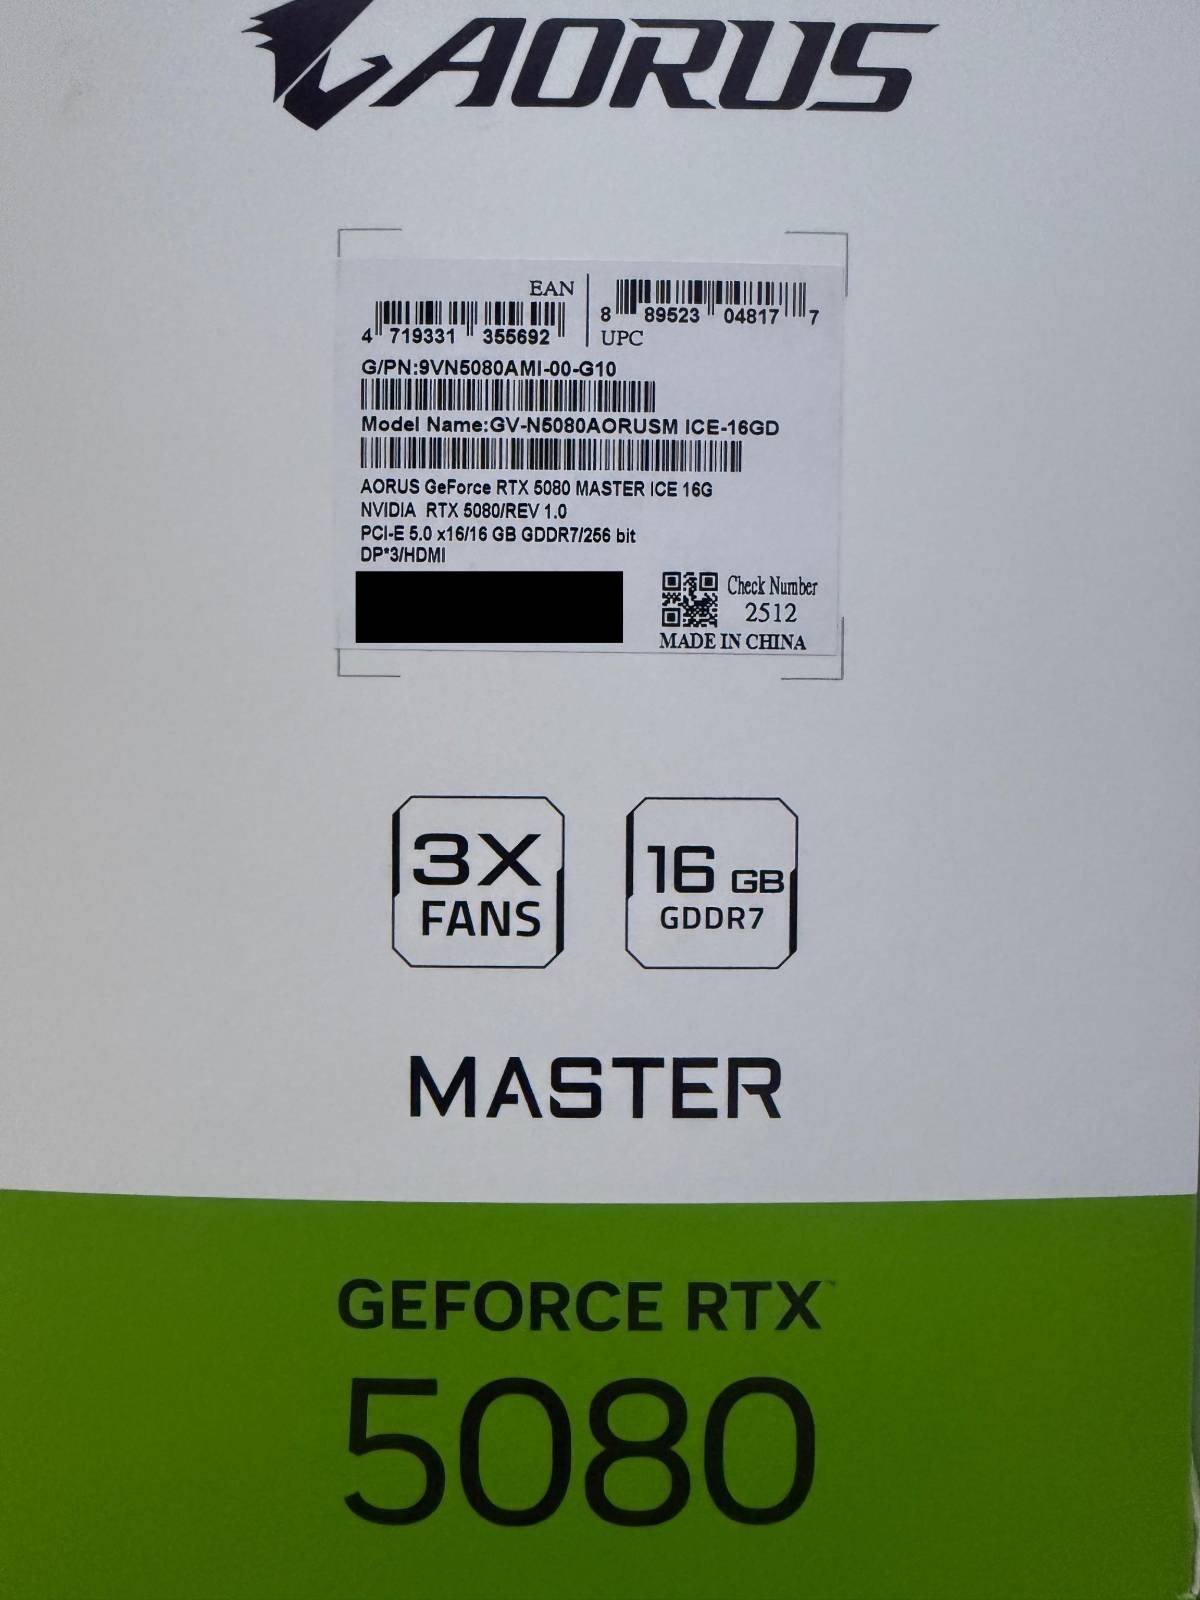 AORUS
EAN
4 719331 355692
8 89523 04817 7
UPC
G/PN:9VN5080AMI-00-G10
Model Name:GV-N5080AORUSM ICE-16GD
AORUS GeForce RTX 5080 MASTER ICE 16G
NVIDIA RTX 5080/REV 1.0
PCI-E 5.0 x16/16 GB GDDR7/256 bit
DP*3/HDMI
Check Number
2512
MADE IN CHINA
3X
FANS
16 GB
GDDR7
MASTER
GEFORCE RTX™
5080